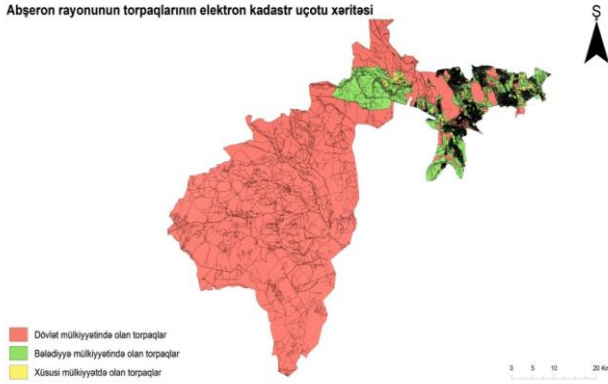 Abşeron rayonunun torpaqlarının elektron kadastr uçotu xəritəsi
Ş
Dövlət mülkiyyətində olan torpaqlar
Bələdiyyə mülkiyyətində olan torpaqlar
Xüsusi mülkiyyətdə olan torpaqlar
0 5 10 20 Km